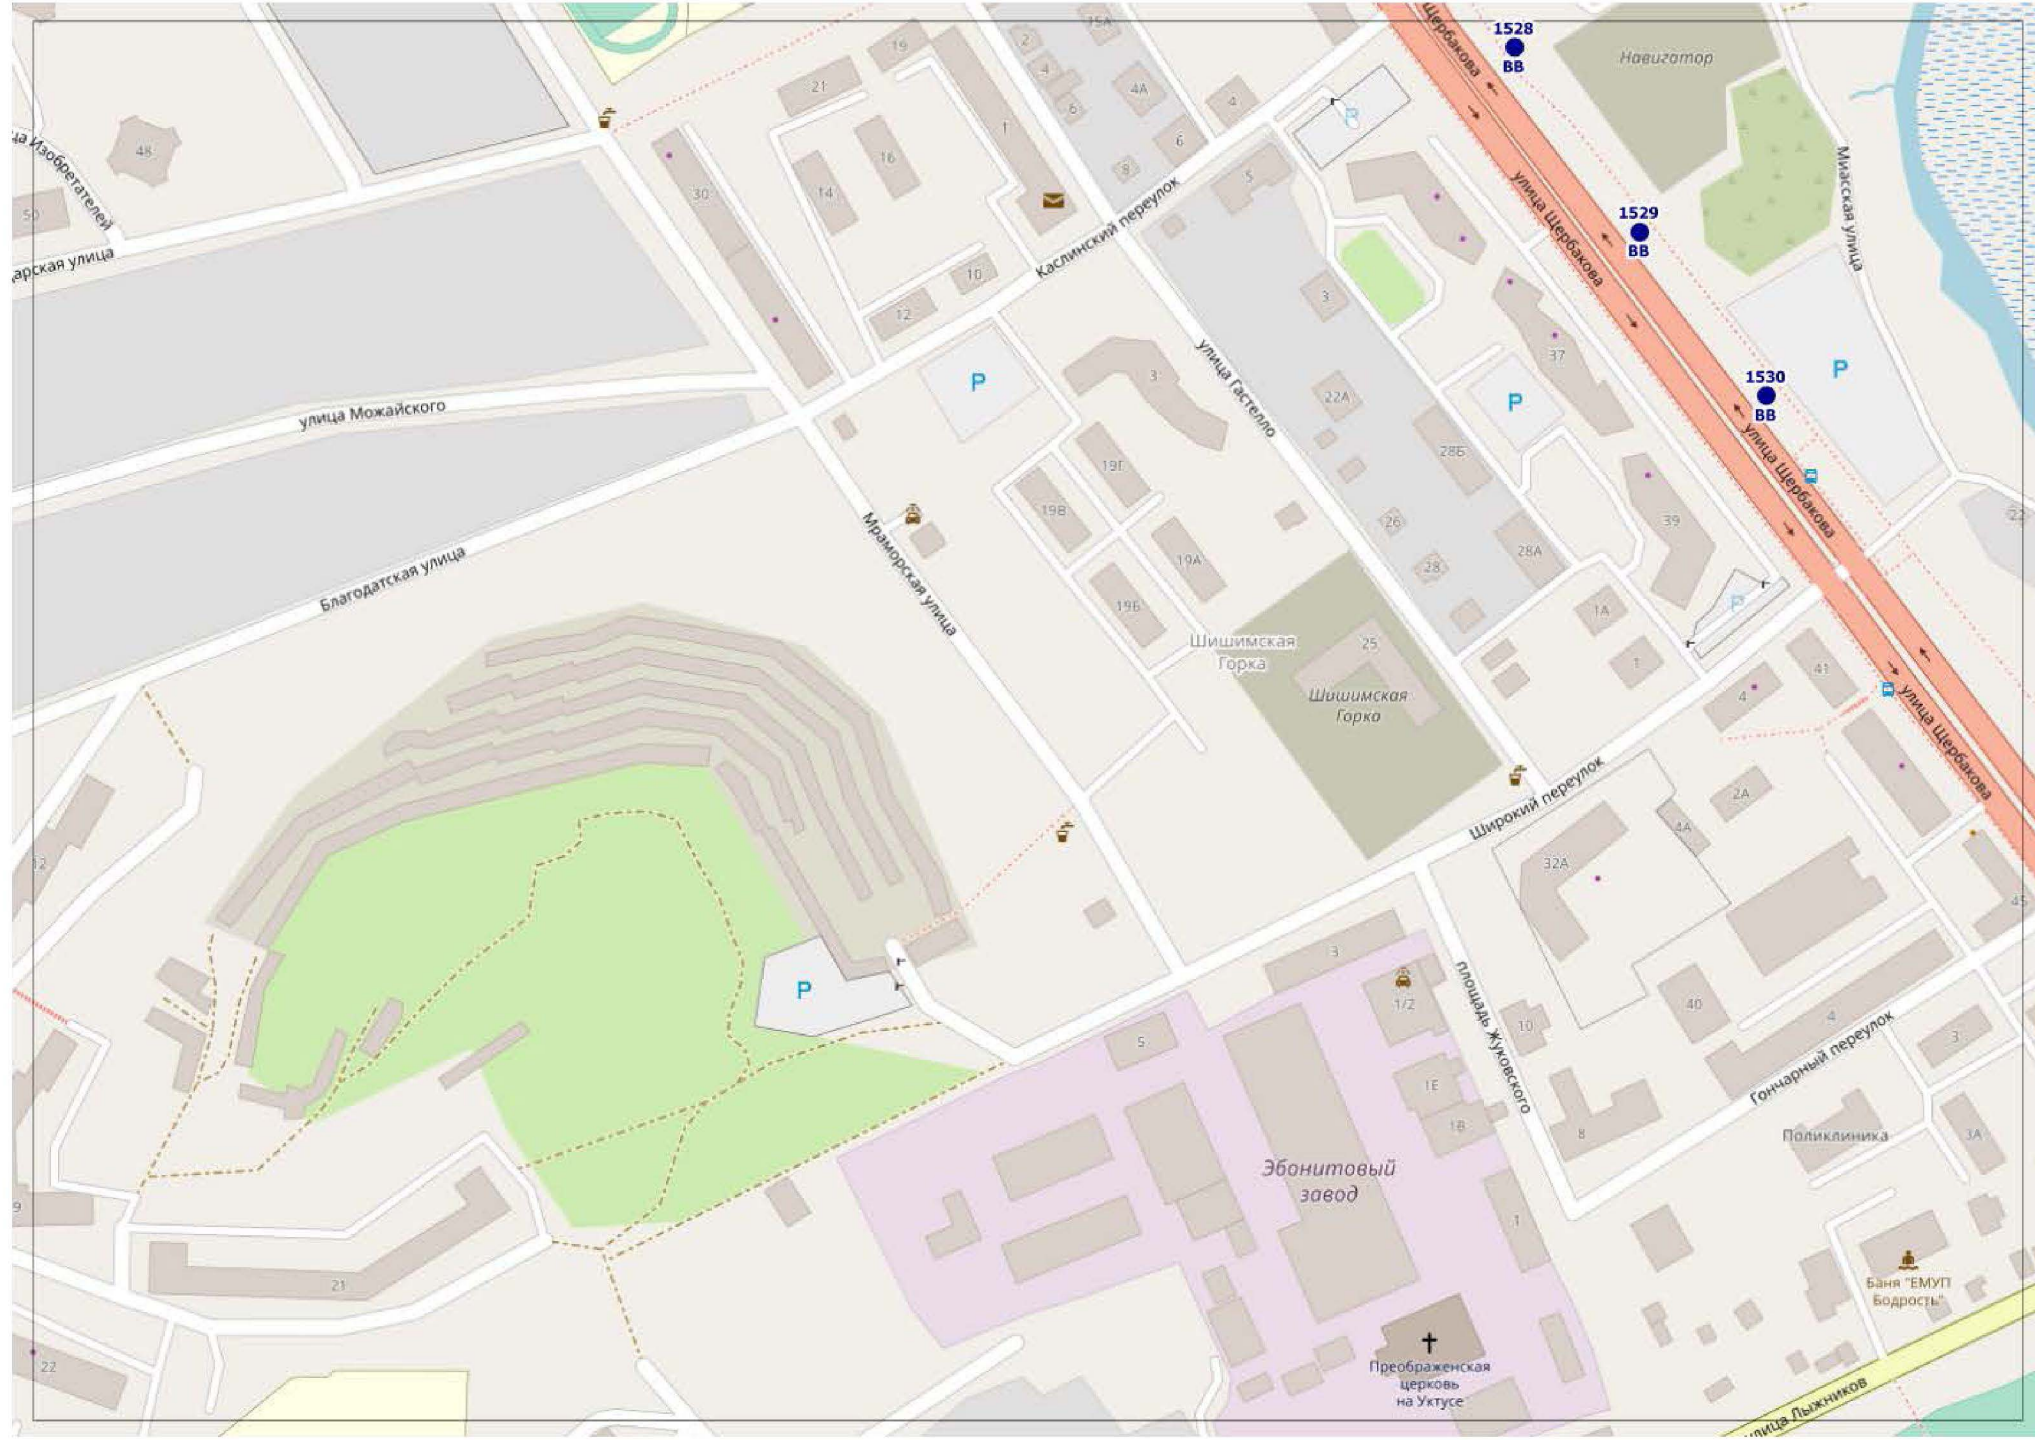 1528
ВВ
Щербакова
Навигатор
15А
2
19
4
21
4А
4
6
1
6
P
48
16
8
5
30
14
50
улица Щербакова
1529
ВВ
Миасская улица
Каслинский переулок
10
12
3
P
3
37
P
1530
ВВ
P
улица Можайского
22А
улица Гастелло
28Б
19Г
19В
26
39
улица Щербакова
22
19А
28А
28
Благодатская улица
Мраморская улица
19Б
1А
P
Шишимская
Горка
25
1
41
Шишимская
Горка
4
улица Щербакова
Широкий переулок
2А
4А
12
32А
45
3
P
1/2
площадь Жуковского
40
10
4
5
3
Гончарный переулок
1Е
1В
8
Поликлиника
3А
Эбонитовый
завод
9
1
21
Баня "ЕМУП
Бодрость"
22
Преображенская
церковь
на Уктусе
улица Лыжников